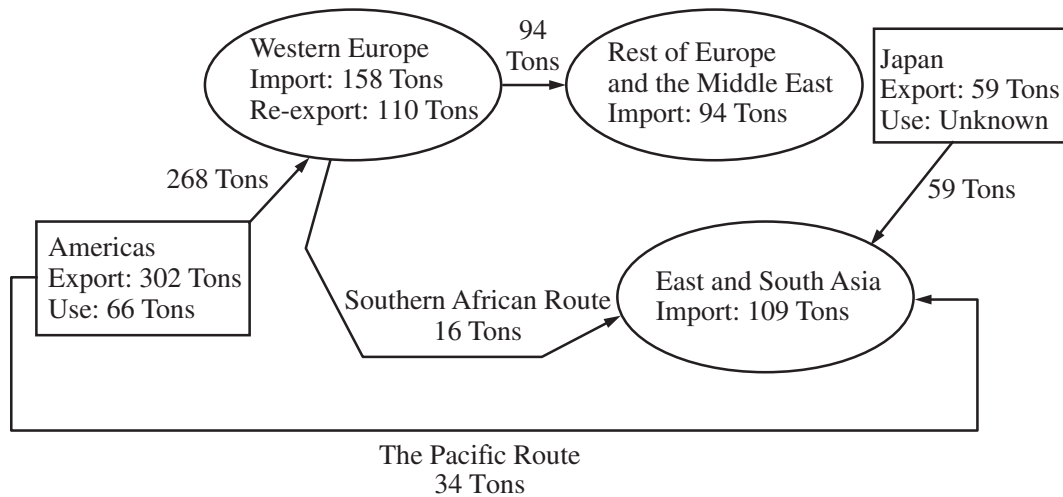 Western Europe
Import: 158 Tons
Re-export: 110 Tons
94
Tons
Rest of Europe
and the Middle East
Import: 94 Tons
Japan
Export: 59 Tons
Use: Unknown
268 Tons
59 Tons
Americas
Export: 302 Tons
Use: 66 Tons
Southern African Route
16 Tons
East and South Asia
Import: 109 Tons
The Pacific Route
34 Tons